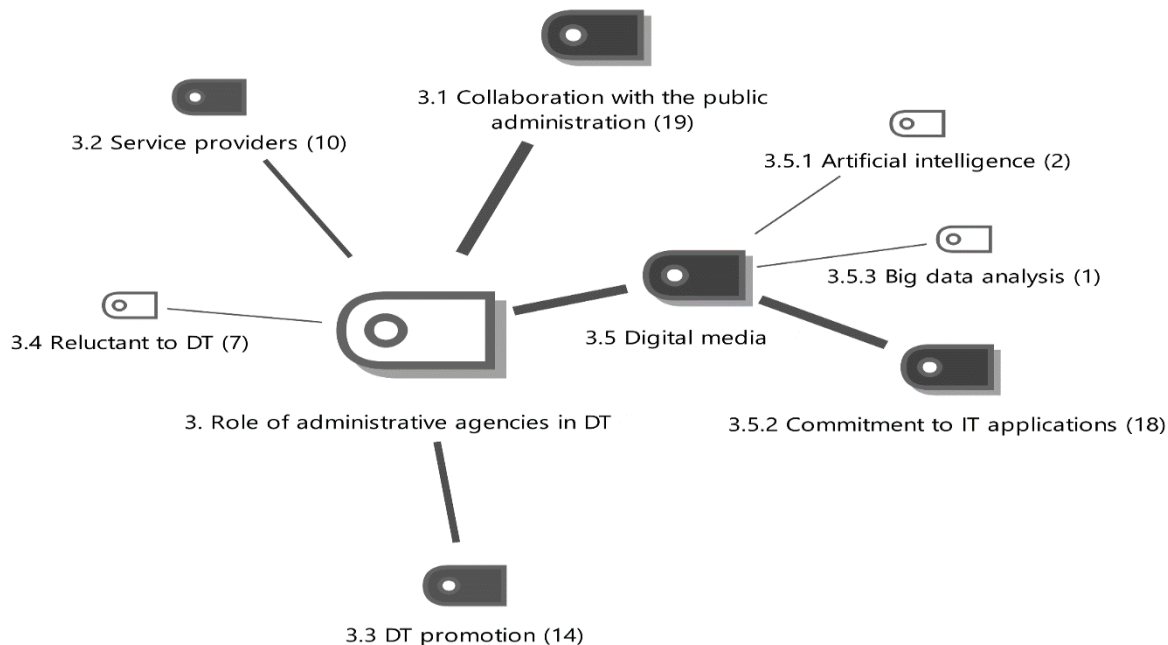 3.1 Collaboration with the public
administration (19)
3.2 Service providers (10)
3.5.1 Artificial intelligence (2)
3.5.3 Big data analysis (1)
3.4 Reluctant to DT (7)
3.5 Digital media
3. Role of administrative agencies in DT
3.5.2 Commitment to IT applications (18)
3.3 DT promotion (14)